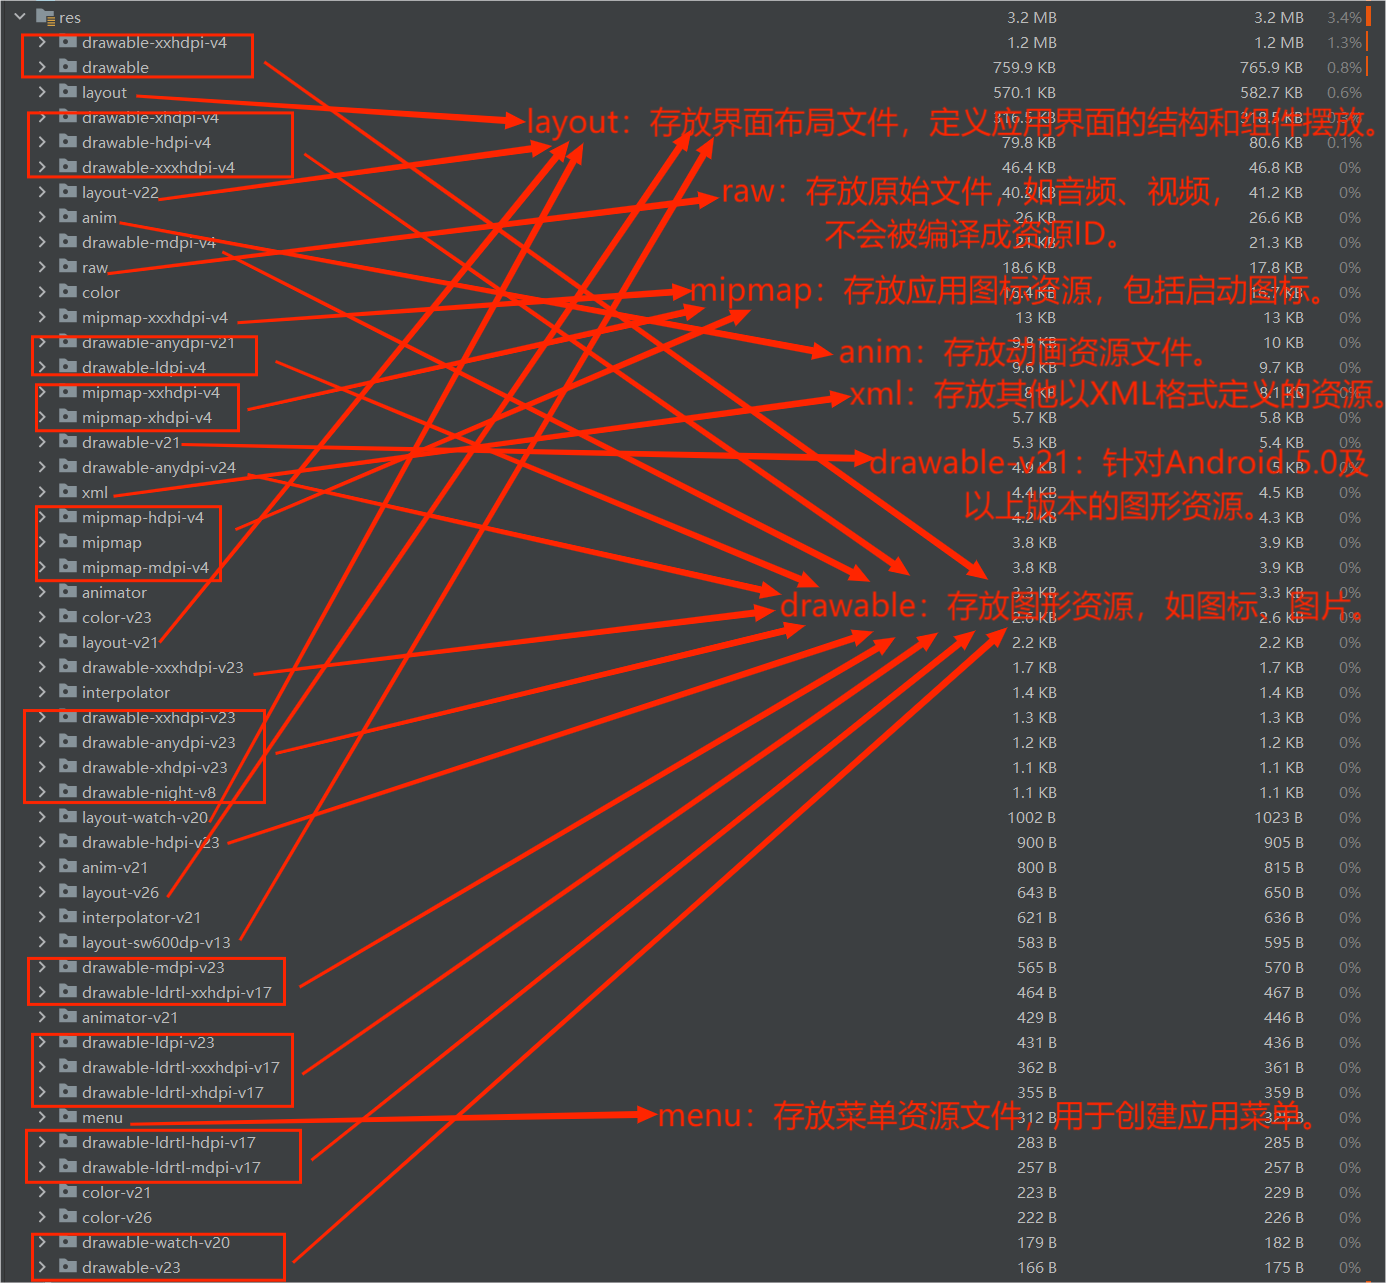 res 3.2 MB 3.2 MB 3.4%
drawable-xxhdpi-v4 1.2 MB 1.2 MB 1.3%
drawable 759.9 KB 765.9 KB 0.8%
layout 570.1 KB 582.7 KB 0.6%
drawable-xhdpi-v4 316.5 KB 318.5 KB 0.3%
layout：存放界面布局文件，定义应用界面的结构和组件摆放。
drawable-hdpi-v4 79.8 KB 80.6 KB 0.1%
drawable-xxxhdpi-v4 46.4 KB 46.8 KB 0%
layout-v22 40.2 KB 41.2 KB 0%
raw：存放原始文件，如音频、视频，
anim 26 KB 26.6 KB 0%
不会被编译成资源ID。
drawable-mdpi-v4 21 KB 21.3 KB 0%
raw 18.6 KB 17.8 KB 0%
color 16.4 KB 16.7 KB 0%
mipmap：存放应用图标资源，包括启动图标。
mipmap-xxxhdpi-v4 13 KB 13 KB 0%
drawable-anydpi-v21 9.8 KB 10 KB 0%
anim：存放动画资源文件。
drawable-ldpi-v4 9.6 KB 9.7 KB 0%
mipmap-xxhdpi-v4 8 KB 8.1 KB 0%
xml：存放其他以XML格式定义的资源。
mipmap-xhdpi-v4 5.7 KB 5.8 KB 0%
drawable-v21 5.3 KB 5.4 KB 0%
drawable-anydpi-v24 4.9 KB 5 KB 0%
drawable-v21：针对Android 5.0及
xml 4.4 KB 4.5 KB 0%
以上版本的图形资源。
mipmap-hdpi-v4 4.2 KB 4.3 KB 0%
mipmap 3.8 KB 3.9 KB 0%
mipmap-mdpi-v4 3.8 KB 3.9 KB 0%
animator 3.3 KB 3.3 KB 0%
drawable：存放图形资源，如图标、图片。
color-v23 2.6 KB 2.6 KB 0%
layout-v21 2.2 KB 2.2 KB 0%
drawable-xxxhdpi-v23 1.7 KB 1.7 KB 0%
interpolator 1.4 KB 1.4 KB 0%
drawable-xxhdpi-v23 1.3 KB 1.3 KB 0%
drawable-anydpi-v23 1.2 KB 1.2 KB 0%
drawable-xhdpi-v23 1.1 KB 1.1 KB 0%
drawable-night-v8 1.1 KB 1.1 KB 0%
layout-watch-v20 1002 B 1023 B 0%
drawable-hdpi-v23 900 B 905 B 0%
anim-v21 800 B 815 B 0%
layout-v26 643 B 650 B 0%
interpolator-v21 621 B 636 B 0%
layout-sw600dp-v13 583 B 595 B 0%
drawable-mdpi-v23 565 B 570 B 0%
drawable-ldrtl-xxhdpi-v17 464 B 467 B 0%
animator-v21 429 B 446 B 0%
drawable-ldpi-v23 431 B 436 B 0%
drawable-ldrtl-xxxhdpi-v17 362 B 361 B 0%
drawable-ldrtl-xhdpi-v17 355 B 359 B 0%
menu 312 B 325 B 0%
menu：存放菜单资源文件，用于创建应用菜单。
drawable-ldrtl-hdpi-v17 283 B 285 B 0%
drawable-ldrtl-mdpi-v17 257 B 257 B 0%
color-v21 223 B 229 B 0%
color-v26 222 B 226 B 0%
drawable-watch-v20 179 B 182 B 0%
drawable-v23 166 B 175 B 0%